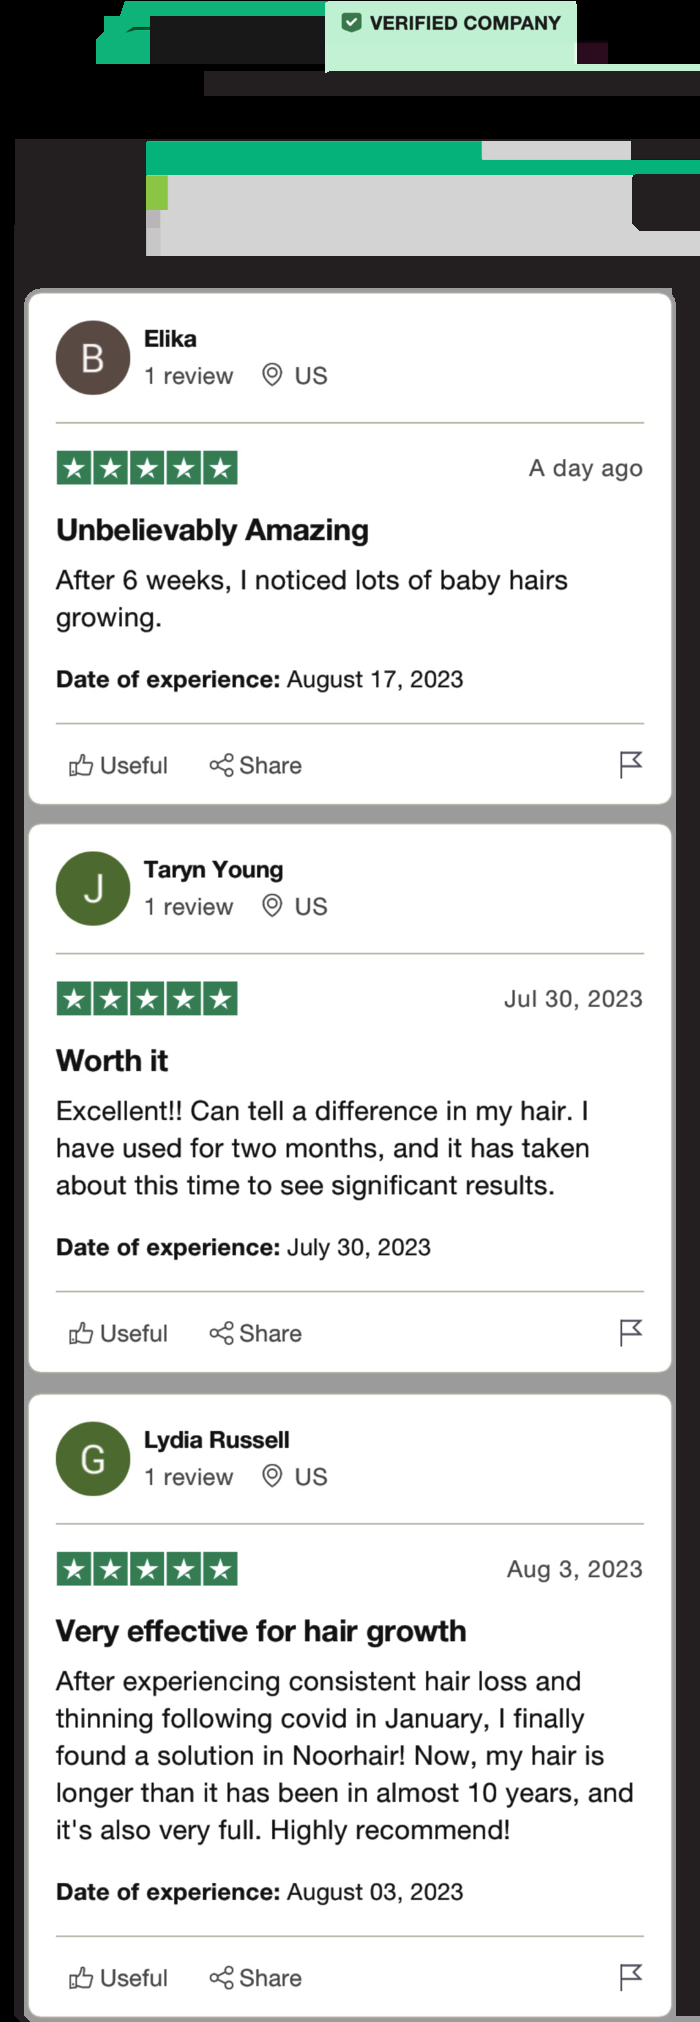 VERIFIED COMPANY
B
Elika
1 review US
A day ago
Unbelievably Amazing
After 6 weeks, I noticed lots of baby hairs
growing.
Date of experience: August 17, 2023
Useful Share
J
Taryn Young
1 review US
Jul 30, 2023
Worth it
Excellent!! Can tell a difference in my hair. I
have used for two months, and it has taken
about this time to see significant results.
Date of experience: July 30, 2023
Useful Share
G
Lydia Russell
1 review US
Aug 3, 2023
Very effective for hair growth
After experiencing consistent hair loss and
thinning following covid in January, I finally
found a solution in Noorhair! Now, my hair is
longer than it has been in almost 10 years, and
it's also very full. Highly recommend!
Date of experience: August 03, 2023
Useful Share